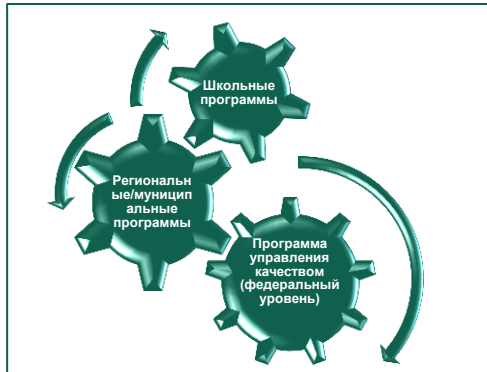 Школьные
программы
Региональн
ые/муницип
альные
программы
Программа
управления
качеством
(федеральный
уровень)